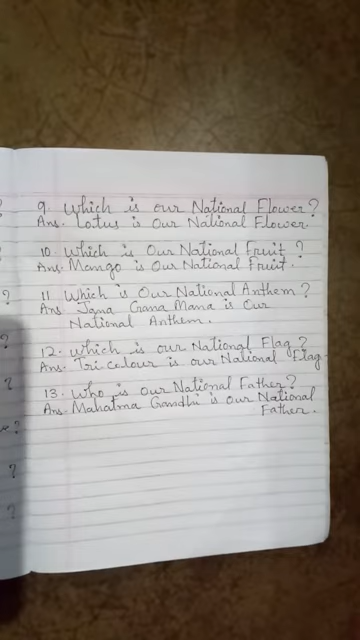 ?
9. Which is our National Flower?
Ans. Lotus is Our National Flower.
10. Which is Our National Fruit?
Ans. Mango is Our National Fruit.
?
11. Which is Our National Anthem?
Ans Jana Gana Mana is Our
National Anthem.
?
12. Which is our National Flag?
Ans. Tri colour is our National Flag.
?
13. Who is our National Father?
Ans. Mahatma Gandhi is our National
Father.
?
?
?